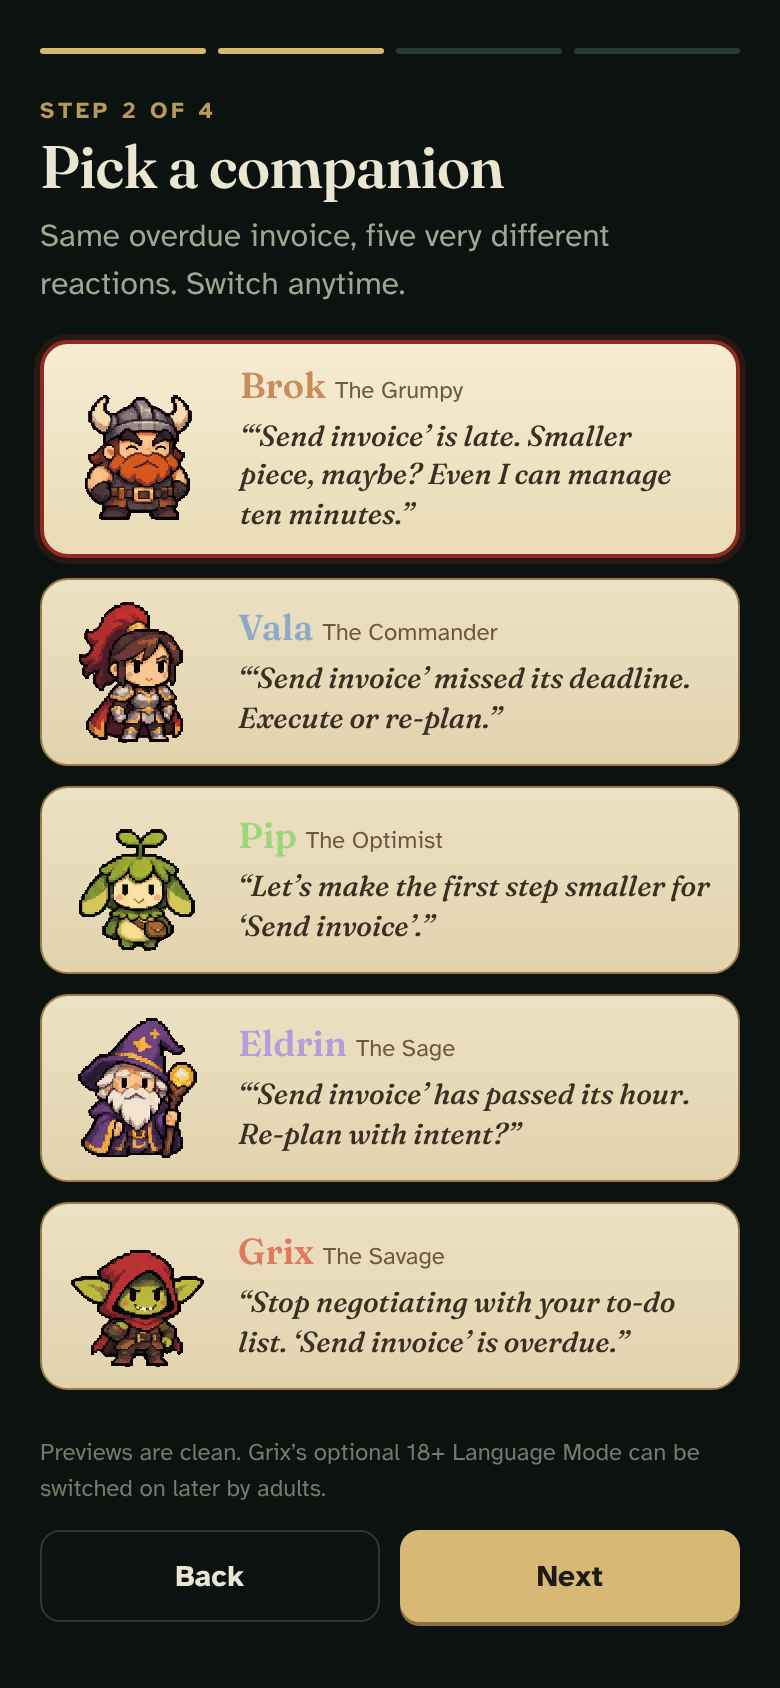 STEP 2 OF 4
Pick a companion
Same overdue invoice, five very different
reactions. Switch anytime.
Brok The Grumpy
“‘Send invoice’ is late. Smaller
piece, maybe? Even I can manage
ten minutes.”
Vala The Commander
“‘Send invoice’ missed its deadline.
Execute or re-plan.”
Pip The Optimist
“Let’s make the first step smaller for
‘Send invoice’.”
Eldrin The Sage
“‘Send invoice’ has passed its hour.
Re-plan with intent?”
Grix The Savage
“Stop negotiating with your to-do
list. ‘Send invoice’ is overdue.”
Previews are clean. Grix’s optional 18+ Language Mode can be
switched on later by adults.
Back Next